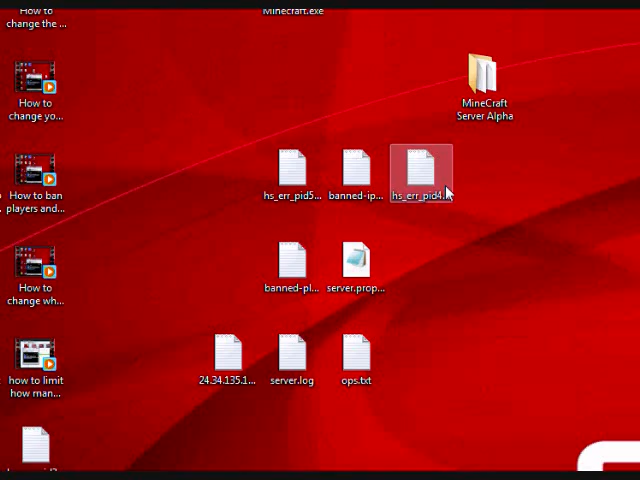 How to
change the ...
Minecraft.exe
How to
change yo...
MineCraft
Server Alpha
How to ban
players and...
hs_err_pid5...
banned-ip...
hs_err_pid4...
How to
change wh...
banned-pl...
server.prop...
how to limit
how man...
24.34.135.1...
server.log
ops.txt